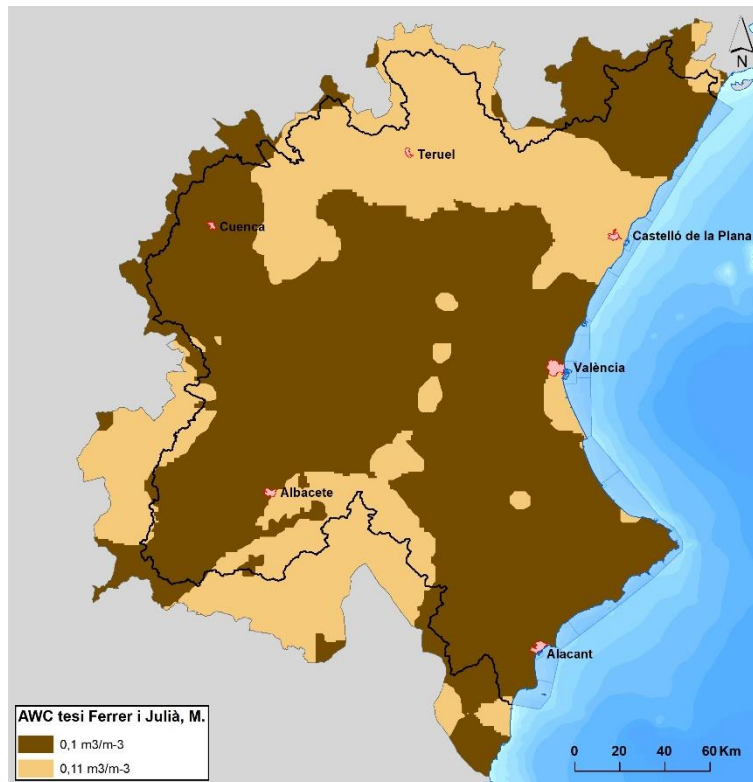 N
Teruel
Cuenca
Castelló de la Plana
València
Albacete
Alacant
AWC tesi Ferrer i Julià, M.
0,1 m3/m-3
0,11 m3/m-3
0 20 40 60 Km